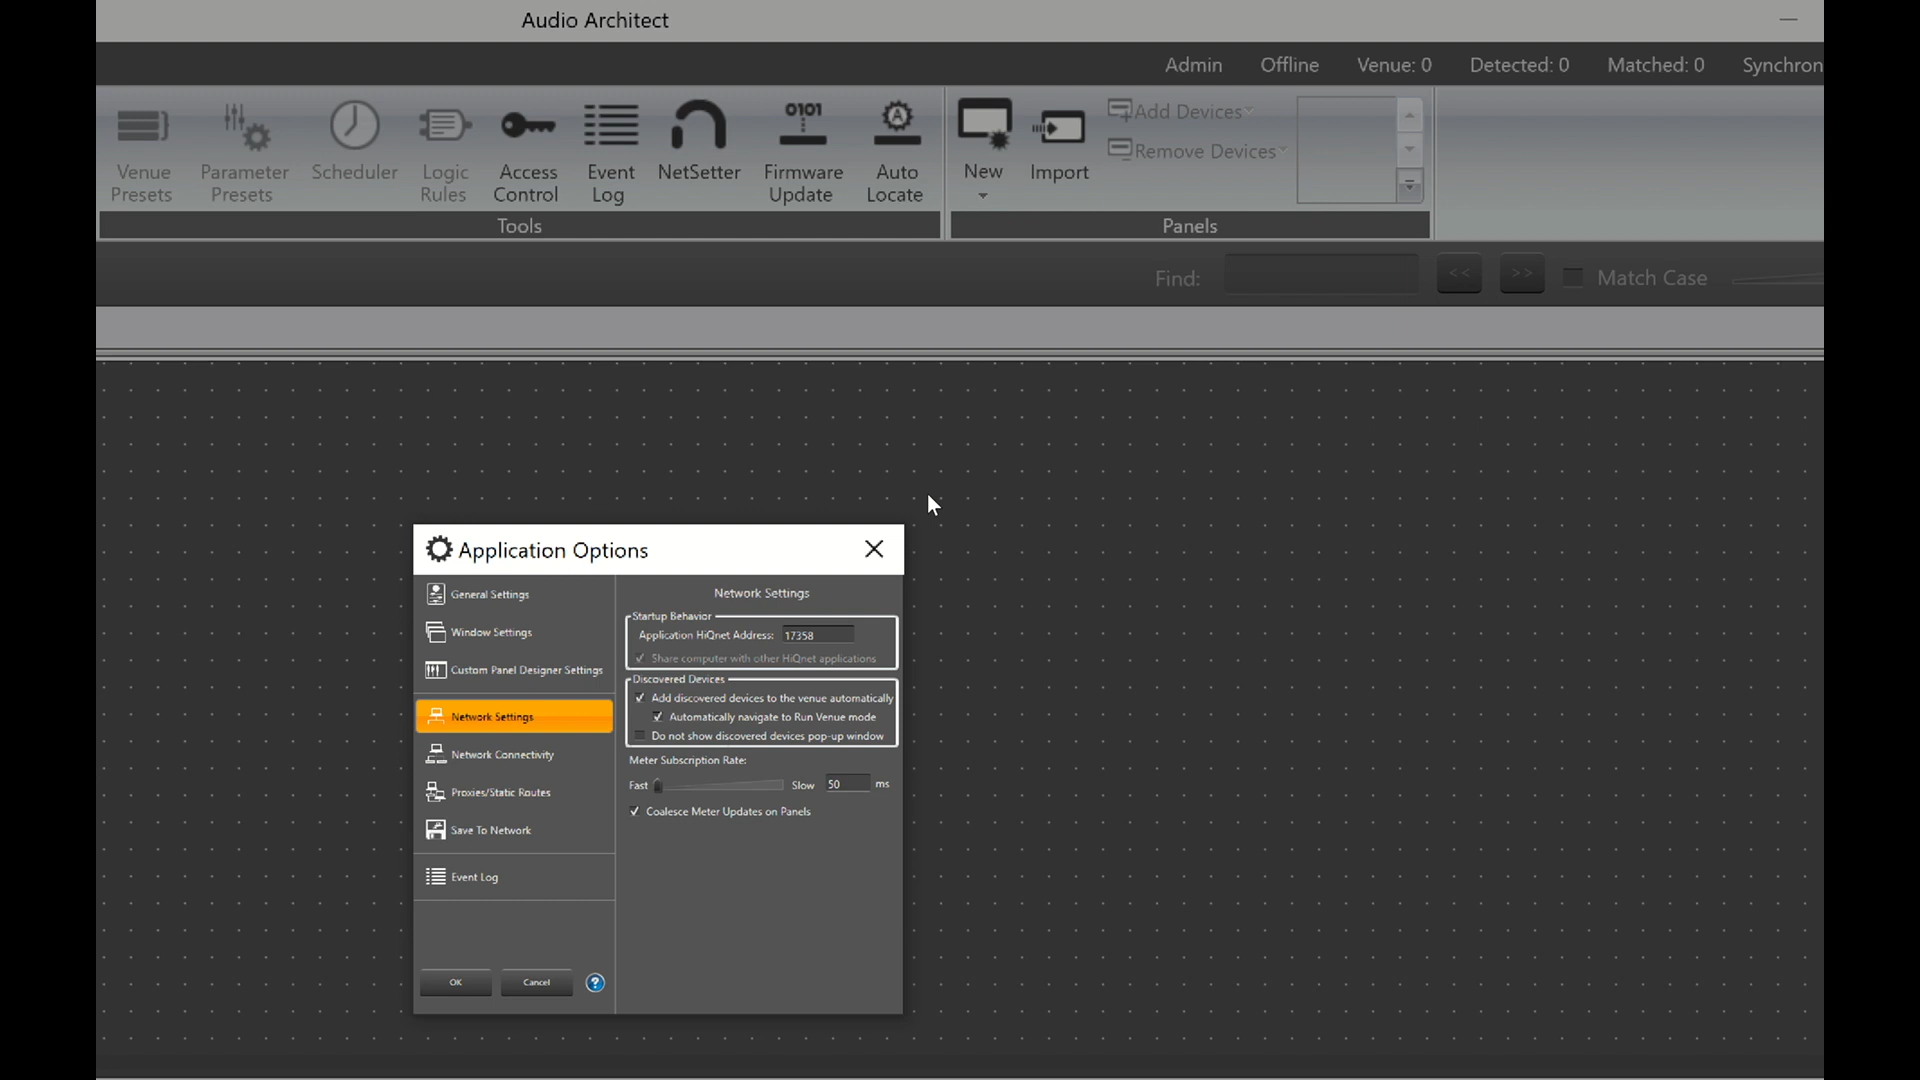 Audio Architect
Admin Offline Venue: 0 Detected: 0 Matched: 0 Synchron
Venue Presets
Parameter Presets
Scheduler
Logic Rules
Access Control
Event Log
NetSetter
0101
Firmware Update
A
Auto Locate
New
Import
Add Devices
Remove Devices
Tools
Panels
Find:
<<
>>
Match Case
Application Options
General Settings
Window Settings
Custom Panel Designer Settings
Network Settings
Network Connectivity
Proxies/Static Routes
Save To Network
Event Log
OK
Cancel
?
Network Settings
Startup Behavior
Application HiQnet Address: 17358
Share computer with other HiQnet applications
Discovered Devices
Add discovered devices to the venue automatically
Automatically navigate to Run Venue mode
Do not show discovered devices pop-up window
Meter Subscription Rate:
Fast Slow 50 ms
Coalesce Meter Updates on Panels